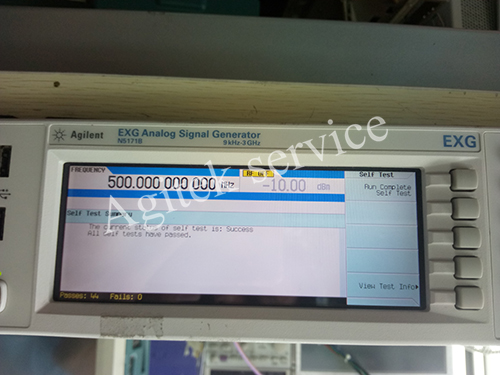 Agilent
EXG Analog Signal Generator
N5171B
9 kHz-3 GHz
EXG
FREQUENCY
500.000 000 000 MHz
-10.00 dBm
Self Test
Run Complete
Self Test
Self Test Summary
The current status of self test is: Success
All self tests have passed.
View Test Info
Passes: 44 Fails: 0
Agitek-service